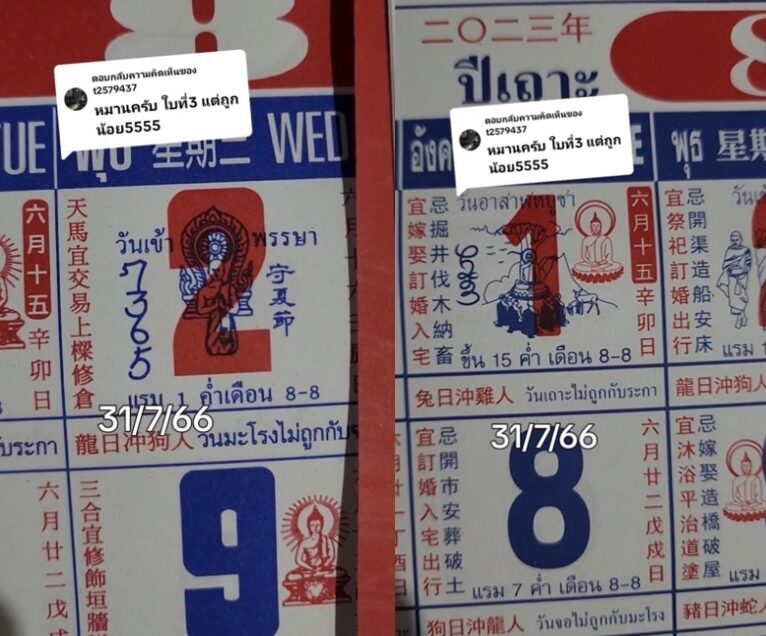 ตอบกลับความคิดเห็นของ
t2579437
หมานครับ ใบที่3 แต่ถูก
น้อย5555
TUE
พุธ 星期三 WED
六月十五
辛卯日
天馬宜交易上樑修倉
วันเข้า
พรรษา
2
守夏節
7365
แรม 1 ค่ำเดือน 8-8
31/7/66
ับระกา
龍日沖狗人 วันมะโรงไม่ถูกกับจ
六月廿二戊戌
三合宜修飾垣牆
9
二〇二三年
8
ปีเถาะ
ตอบกลับความคิดเห็นของ
t2579437
หมานครับ ใบที่3 แต่ถูก
น้อย5555
อังค
E
พุธ 星期
宜嫁娶訂婚入宅
忌掘井伐木納畜
วันอาสาฬหบูชา
1
六月十五
辛卯日
ขึ้น 15 ค่ำ เดือน 8-8
宜祭祀訂婚出行
忌開渠造船安床
วันเข้
แรม 1
兔日沖雞人 วันเถาะไม่ถูกกับระกา
龍日沖狗人
31/7/66
宜訂婚入宅出行
忌開市安葬破土
8
六月廿二戊戌日
แรม 7 ค่ำ เดือน 8-8
宜沐浴平治道塗
忌嫁娶造橋破屋
แรม
狗日沖龍人 วันจอไม่ถูกกับมะโรง
豬日沖蛇人